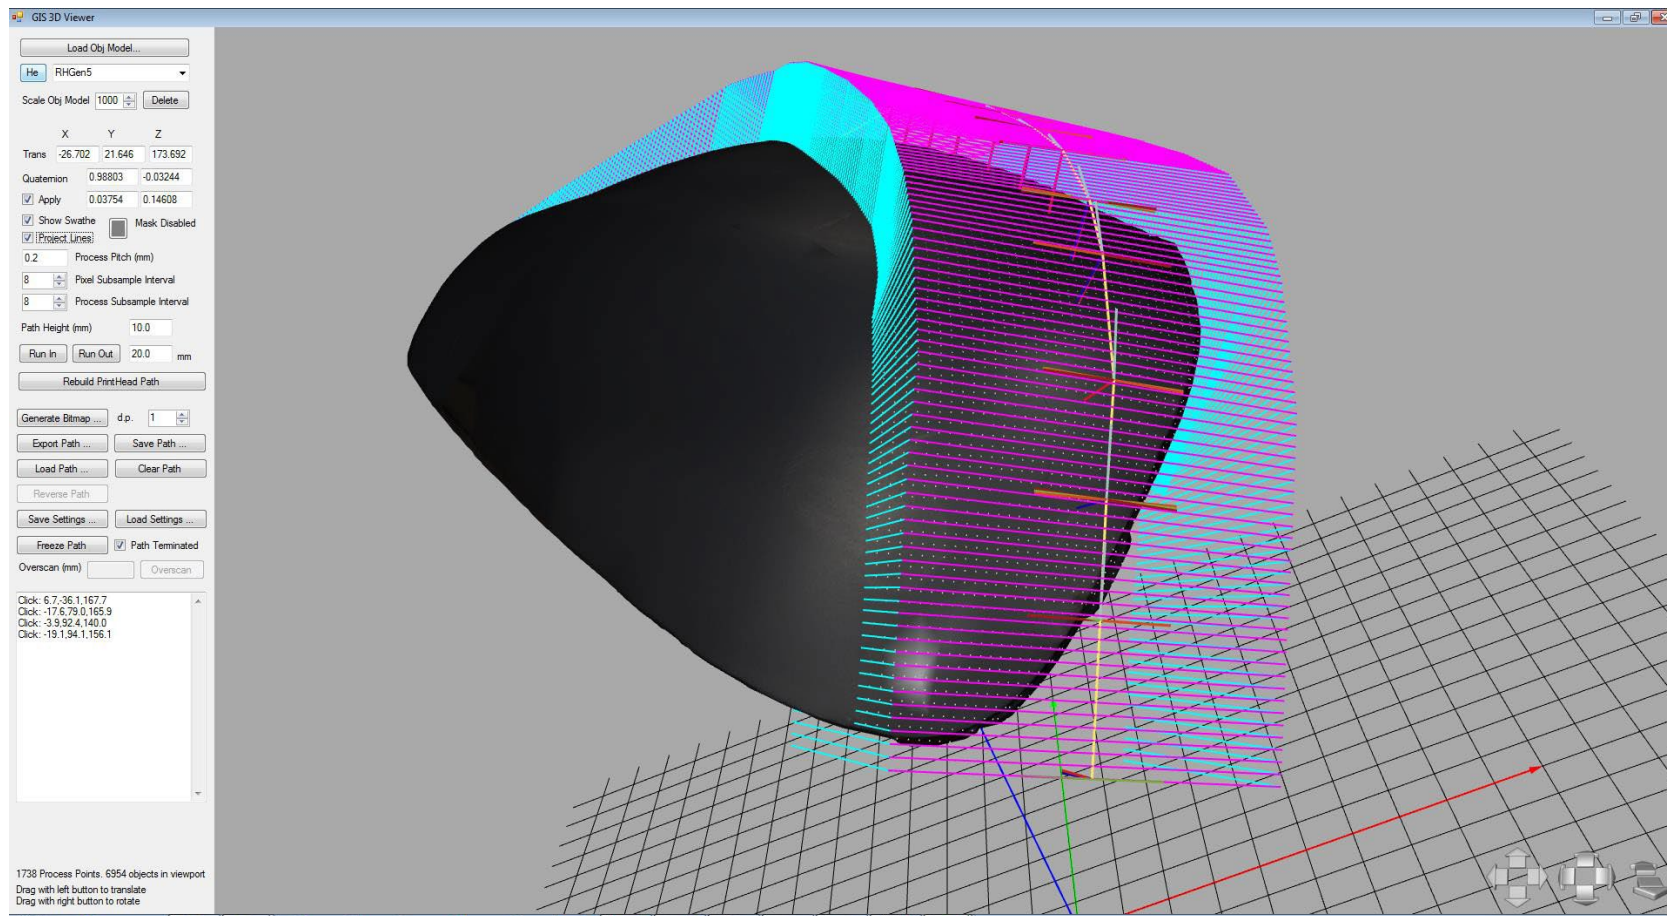 GIS 3D Viewer
Load Obj Model...
He RHGen5
Scale Obj Model 1000 Delete
X Y Z
Trans -26.702 21.646 173.692
Quaternion 0.98803 -0.03244
Apply 0.03754 0.14608
Show Swathe Mask Disabled
Project Lines
0.2 Process Pitch (mm)
8 Pixel Subsample Interval
8 Process Subsample Interval
Path Height (mm) 10.0
Run In Run Out 20.0 mm
Rebuild PrintHead Path
Generate Bitmap ... d.p. 1
Export Path ... Save Path ...
Load Path ... Clear Path
Reverse Path
Save Settings ... Load Settings ...
Freeze Path Path Terminated
Overscan (mm) Overscan
Click: 6.7,-36.1,167.7
Click: -17.6,79.0,165.9
Click: -3.9,92.4,140.0
Click: -19.1,94.1,156.1
1738 Process Points. 6954 objects in viewport
Drag with left button to translate
Drag with right button to rotate